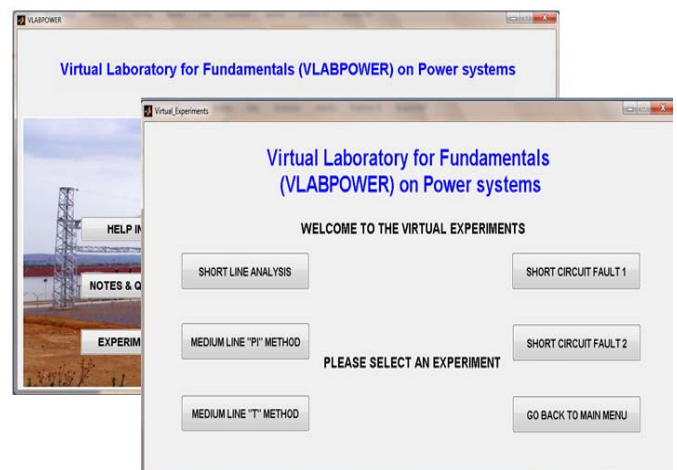 VLABPOWER
Virtual Laboratory for Fundamentals (VLABPOWER) on Power systems
HELP IN
NOTES & Q
EXPERIM
Virtual_Experiments
Virtual Laboratory for Fundamentals
(VLABPOWER) on Power systems
WELCOME TO THE VIRTUAL EXPERIMENTS
SHORT LINE ANALYSIS
SHORT CIRCUIT FAULT 1
MEDIUM LINE "PI" METHOD
SHORT CIRCUIT FAULT 2
PLEASE SELECT AN EXPERIMENT
MEDIUM LINE "T" METHOD
GO BACK TO MAIN MENU